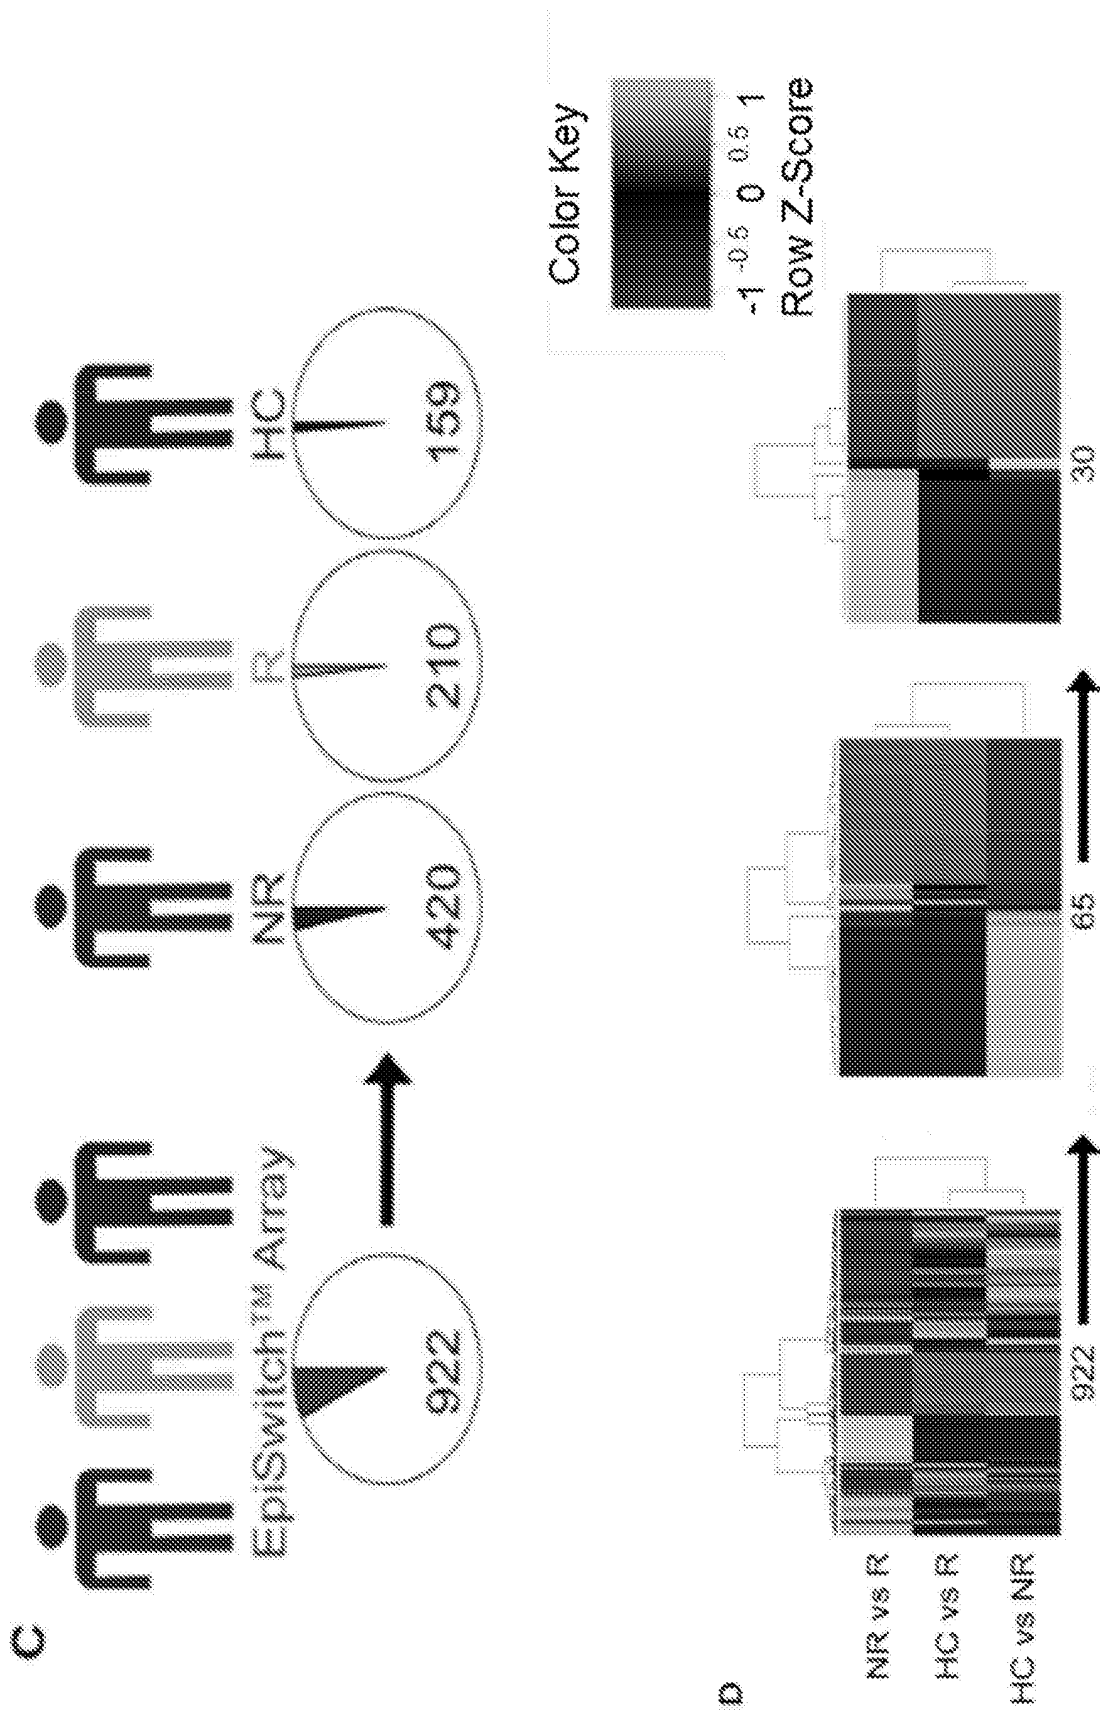 C
EpiSwitch™ Array
NR
R
HC
922
420
210
159
D
Color Key
-1 -0.5 0 0.5 1
Row Z-Score
NR vs R
HC vs R
HC vs NR
922
65
30